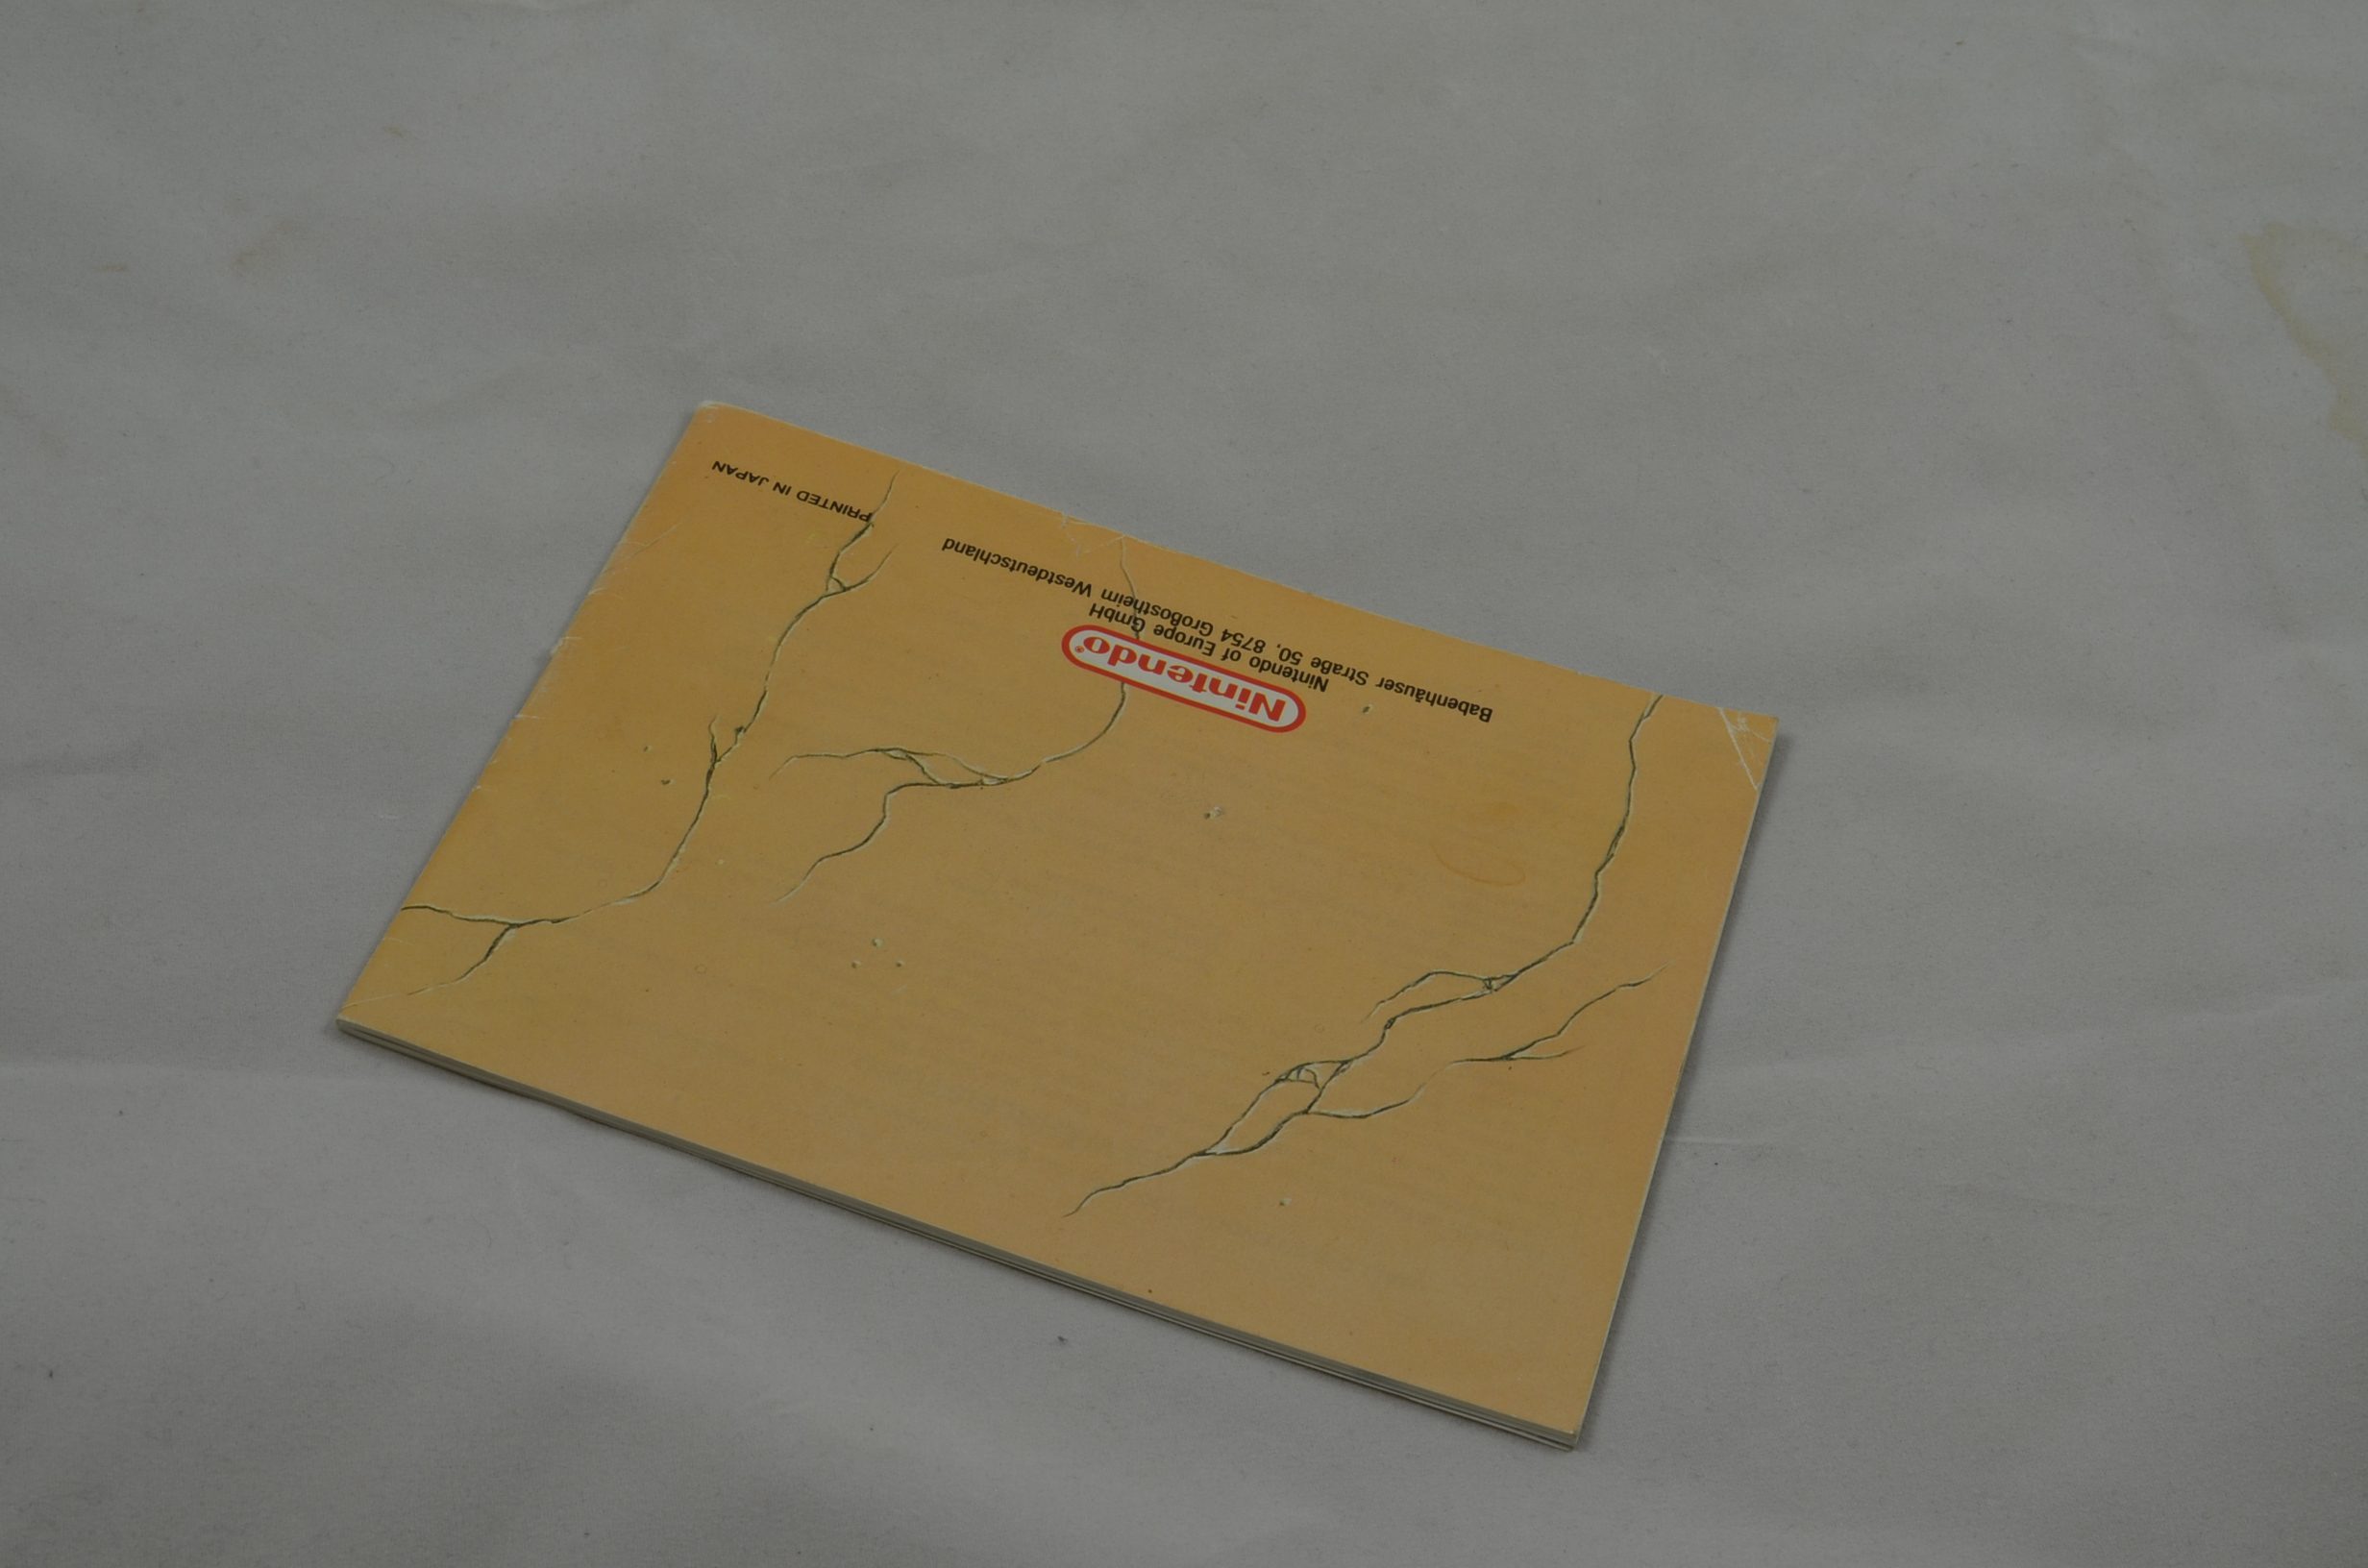 Nintendo®
Nintendo of Europe GmbH
Babenhäuser Straße 50, 8754 Großostheim Westdeutschland
PRINTED IN JAPAN